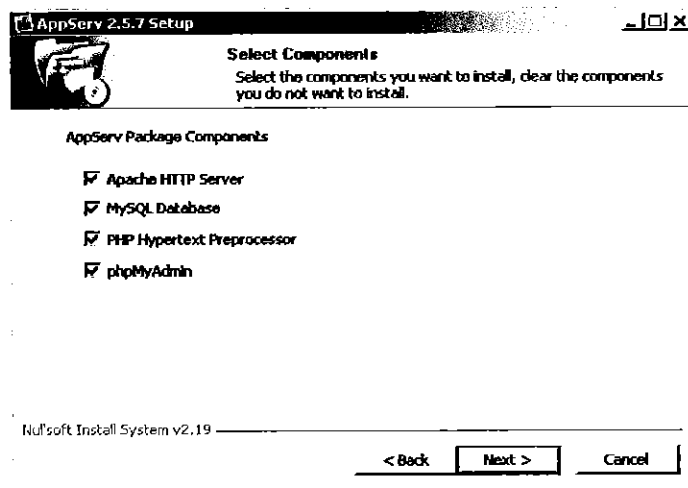 AppServ 2.5.7 Setup
Select Components
Select the components you want to install, clear the components
you do not want to install.
AppServ Package Components
Apache HTTP Server
MySQL Database
PHP Hypertext Preprocessor
phpMyAdmin
Nullsoft Install System v2.19
< Back
Next >
Cancel